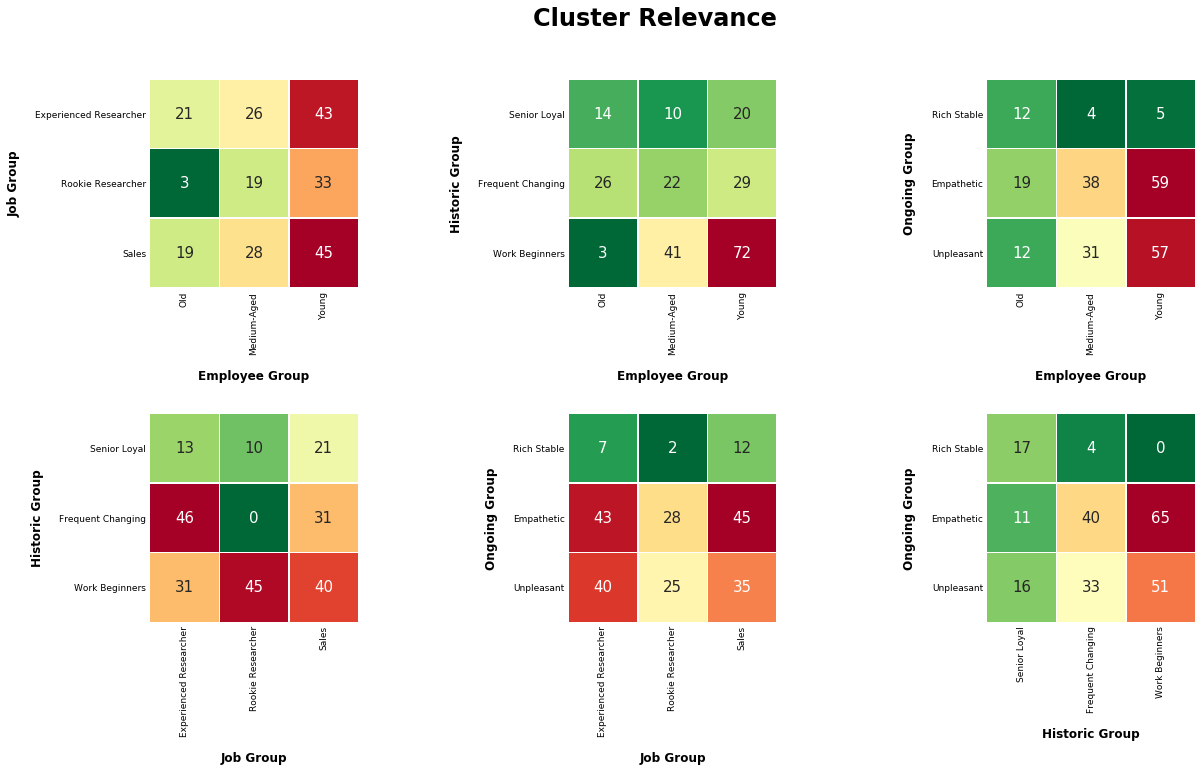 Cluster Relevance
Job Group
Experienced Researcher 21 26 43
Rookie Researcher 3 19 33
Sales 19 28 45
Old Medium-Aged Young
Employee Group
Historic Group
Senior Loyal 14 10 20
Frequent Changing 26 22 29
Work Beginners 3 41 72
Old Medium-Aged Young
Employee Group
Ongoing Group
Rich Stable 12 4 5
Empathetic 19 38 59
Unpleasant 12 31 57
Old Medium-Aged Young
Employee Group
Historic Group
Senior Loyal 13 10 21
Frequent Changing 46 0 31
Work Beginners 31 45 40
Experienced Researcher Rookie Researcher Sales
Job Group
Ongoing Group
Rich Stable 7 2 12
Empathetic 43 28 45
Unpleasant 40 25 35
Experienced Researcher Rookie Researcher Sales
Job Group
Ongoing Group
Rich Stable 17 4 0
Empathetic 11 40 65
Unpleasant 16 33 51
Senior Loyal Frequent Changing Work Beginners
Historic Group